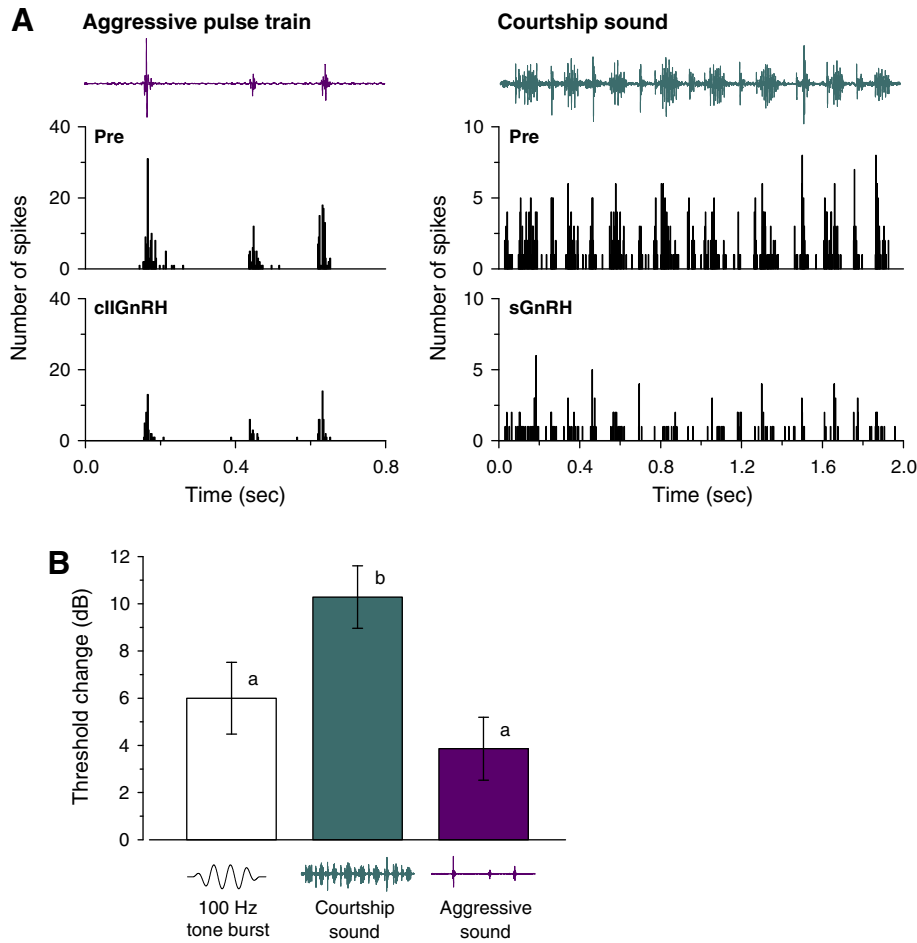 A
Aggressive pulse train
Courtship sound
40
Pre
20
0
Number of spikes
40
cIIGnRH
20
0
0.0
0.4
0.8
Time (sec)
10
Pre
5
0
Number of spikes
10
sGnRH
5
0
0.0
0.4
0.8
1.2
1.6
2.0
Time (sec)
B
Threshold change (dB)
12
10
8
6
4
2
0
a
b
a
100 Hz
tone burst
Courtship
sound
Aggressive
sound